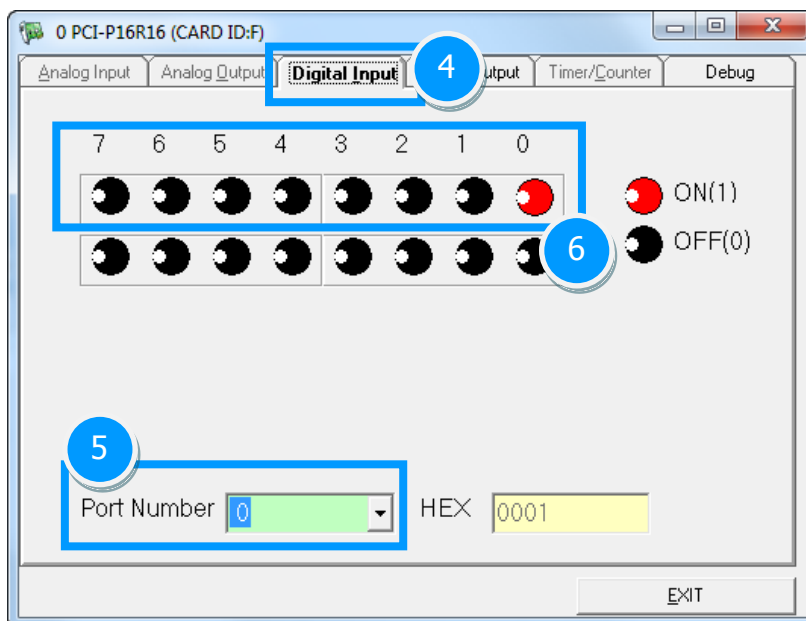 0 PCI-P16R16 (CARD ID:F)
Analog Input Analog Output Digital Input 4 utput Timer/Counter Debug
7 6 5 4 3 2 1 0
ON(1)
OFF(0)
6
5
Port Number 0 HEX 0001
EXIT